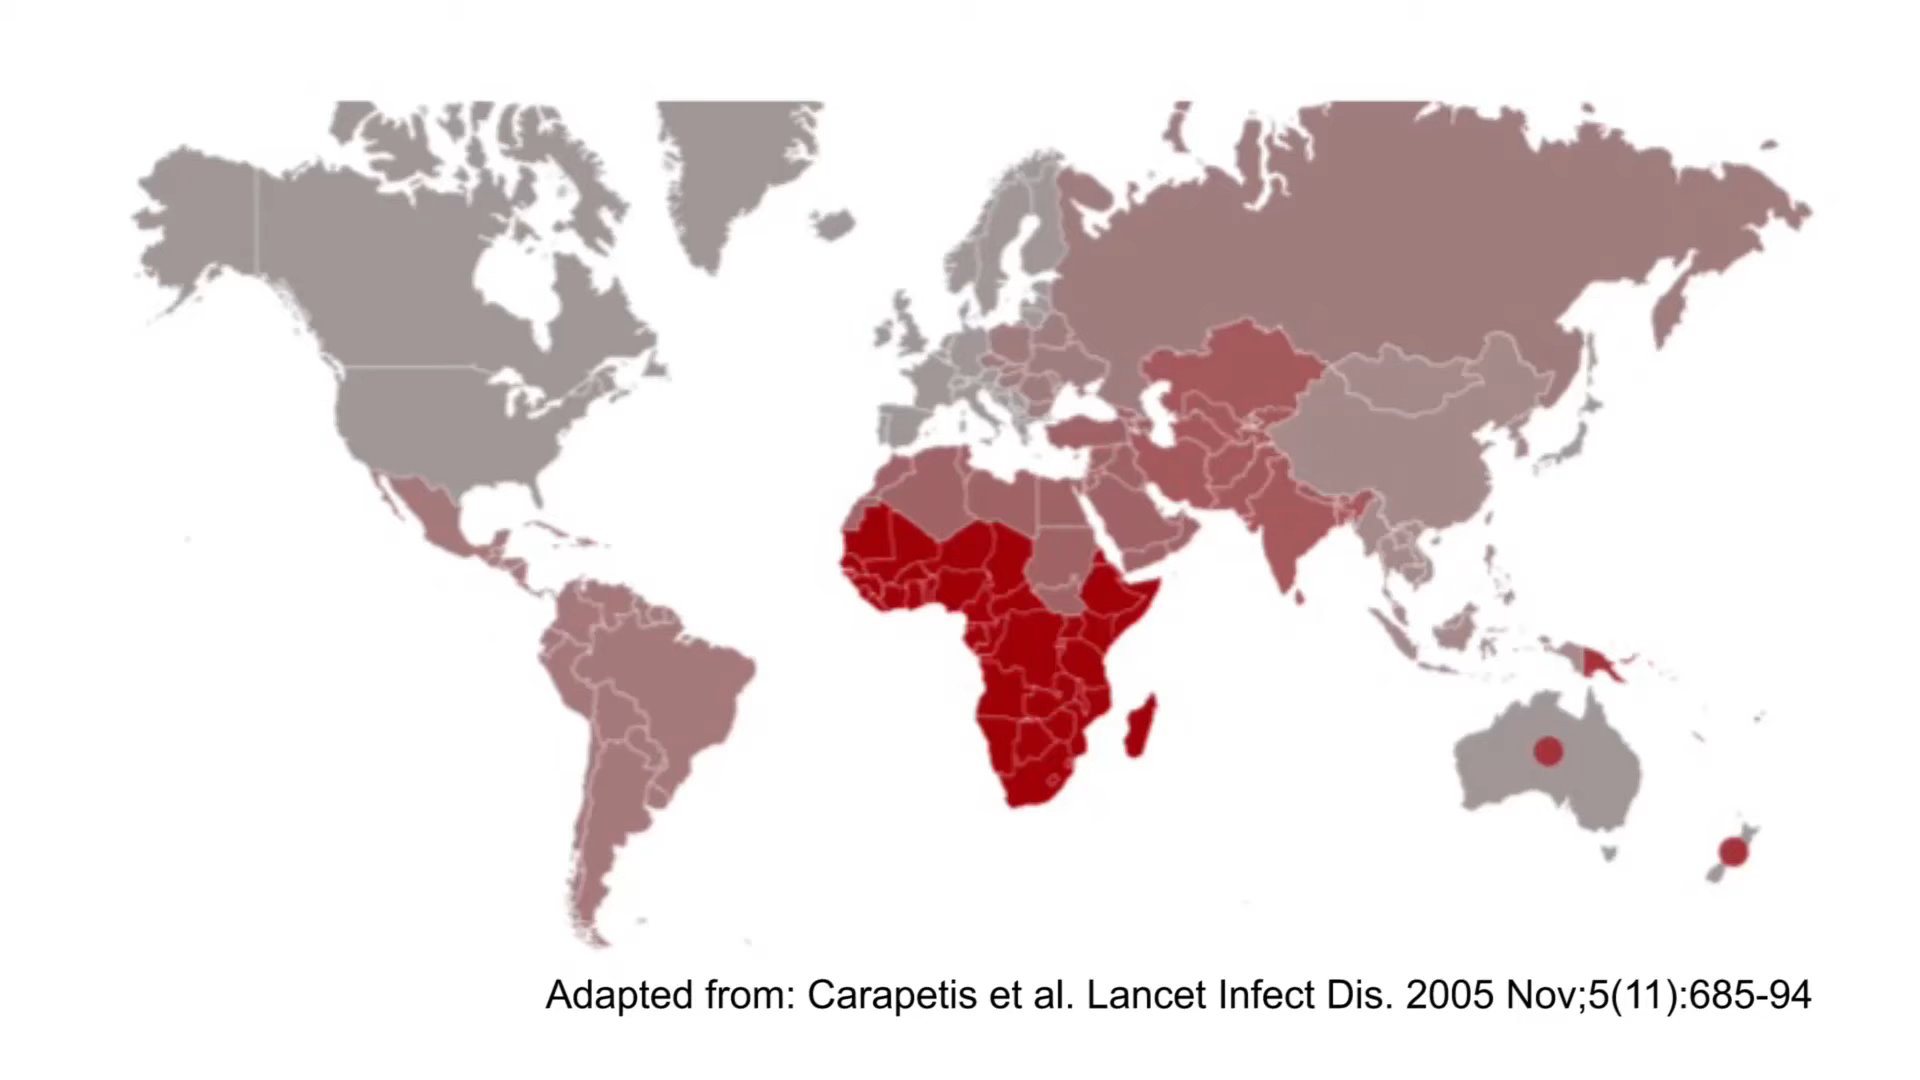 Adapted from: Carapetis et al. Lancet Infect Dis. 2005 Nov;5(11):685-94